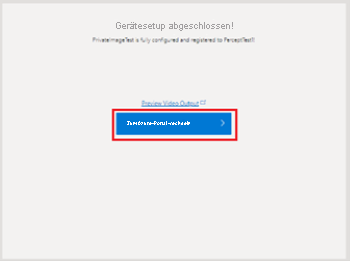 Gerätesetup abgeschlossen!
PrivateImageTest is fully configured and registered to PerceptTest!!
Preview Video Output
Zum Azure-Portal wechseln